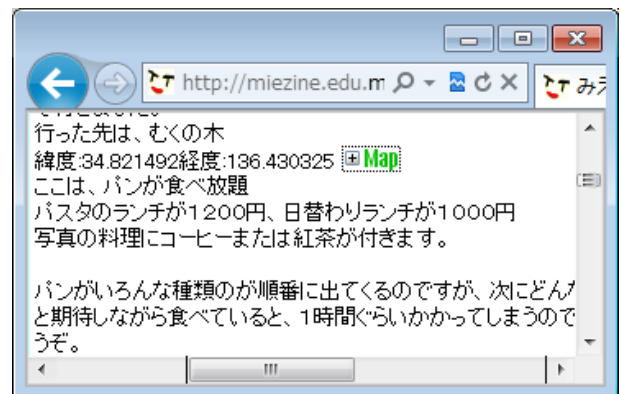 http://miezine.edu.m
行った先は、むくの木
緯度:34.821492経度:136.430325 Map
ここは、パンが食べ放題
パスタのランチが1200円、日替わりランチが1000円
写真の料理にコーヒーまたは紅茶が付きます。
パンがいろんな種類のが順番に出てくるのですが、次にどんな
と期待しながら食べていると、1時間ぐらいかかってしまうので
うぞ。